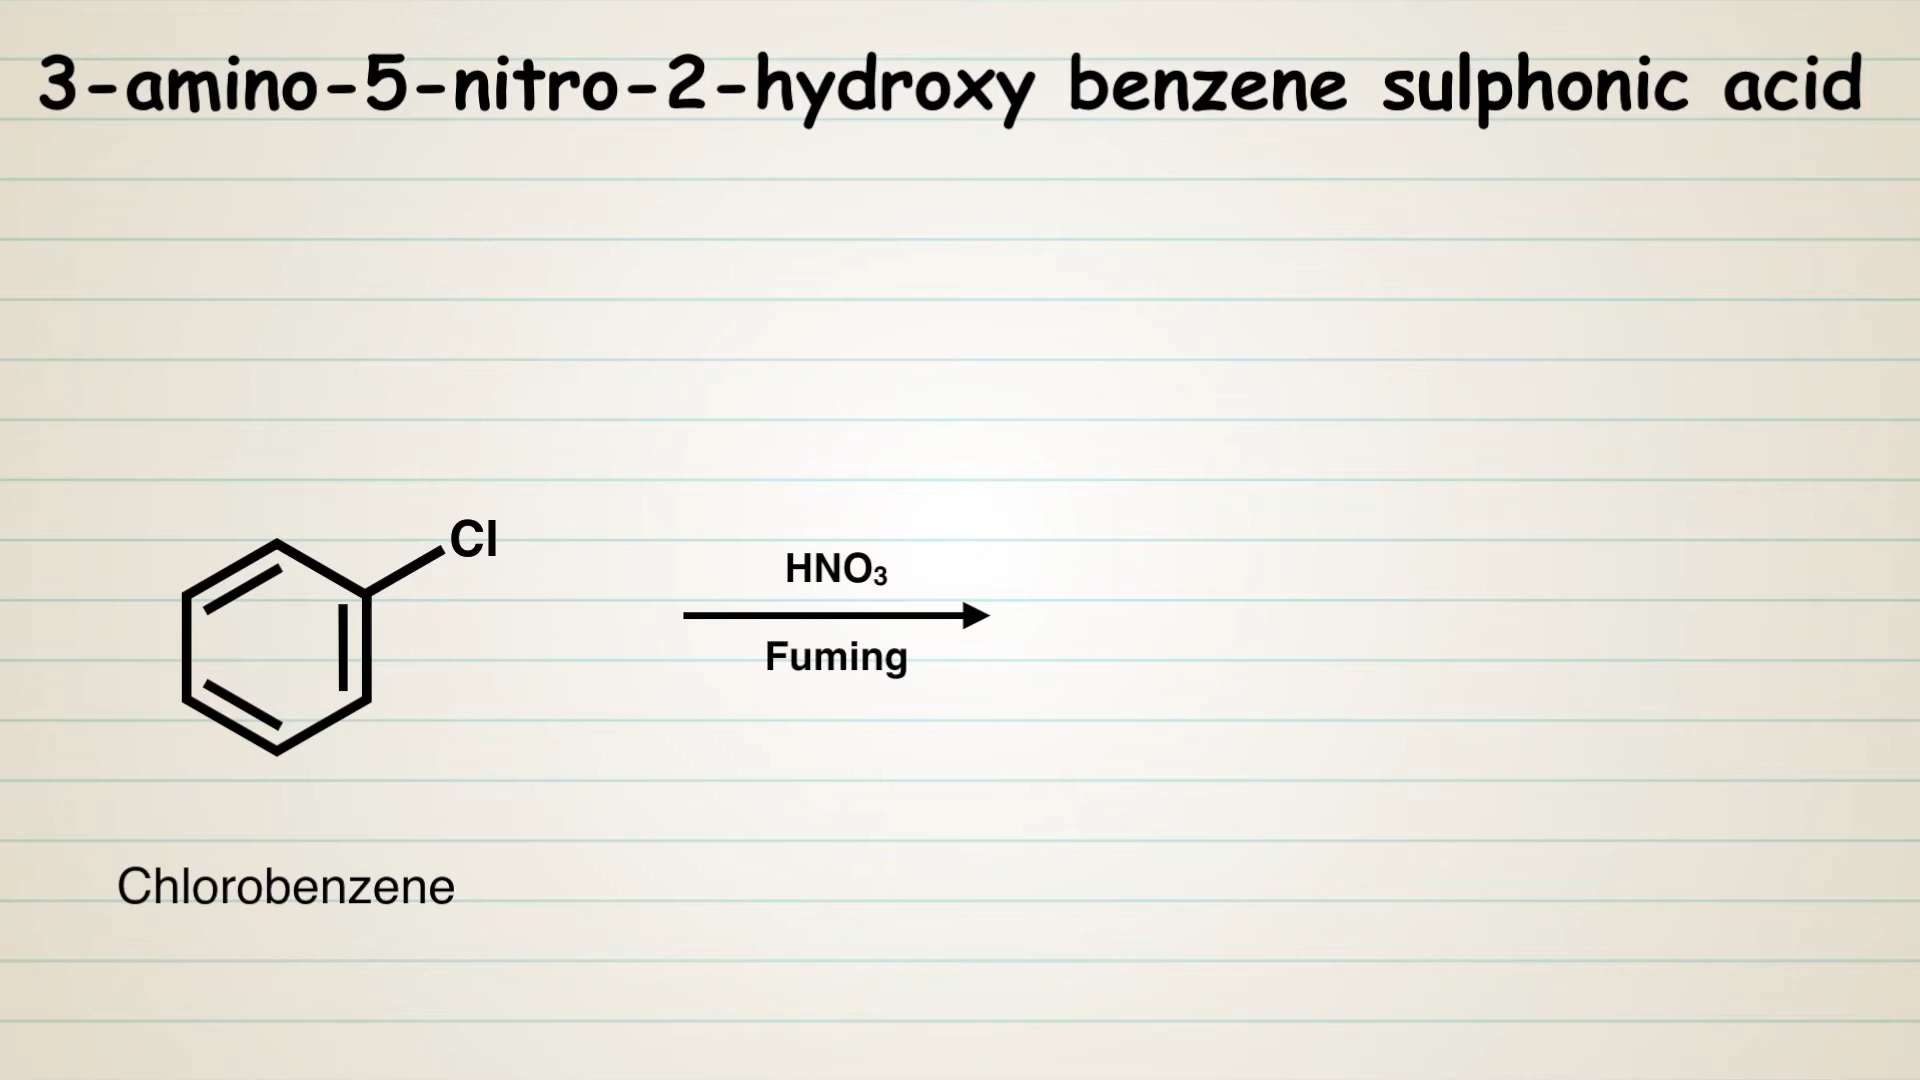 3-amino-5-nitro-2-hydroxy benzene sulphonic acid
Cl
HNO₃
Fuming
Chlorobenzene